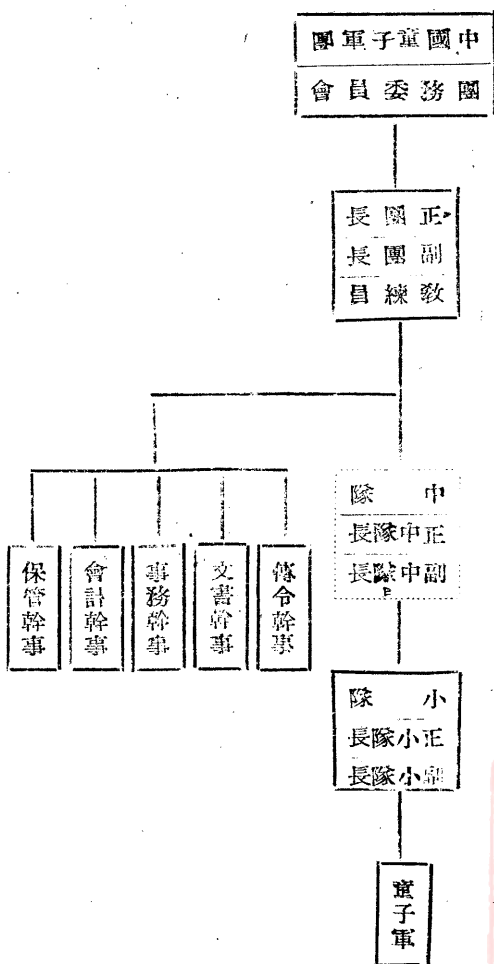 中國童子軍團
團務委員會
正團長
副團長
教練員
中隊
正中隊長
副中隊長
傳令幹事
文書幹事
事務幹事
會計幹事
保管幹事
小隊
正小隊長
副小隊長
童子軍